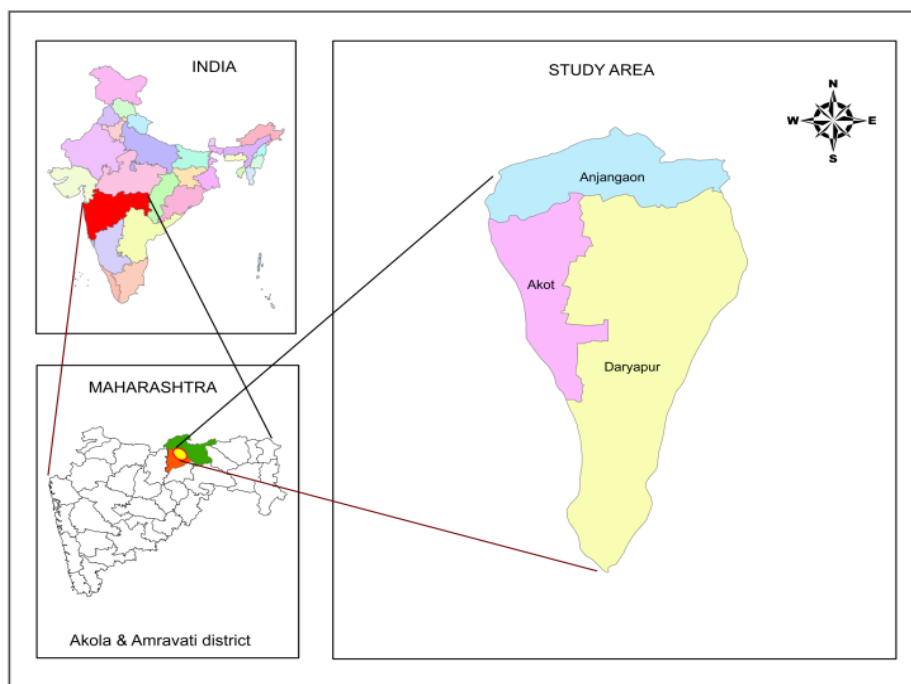 INDIA
STUDY AREA
N
W E
S
Anjangaon
Akot
Daryapur
MAHARASHTRA
Akola & Amravati district